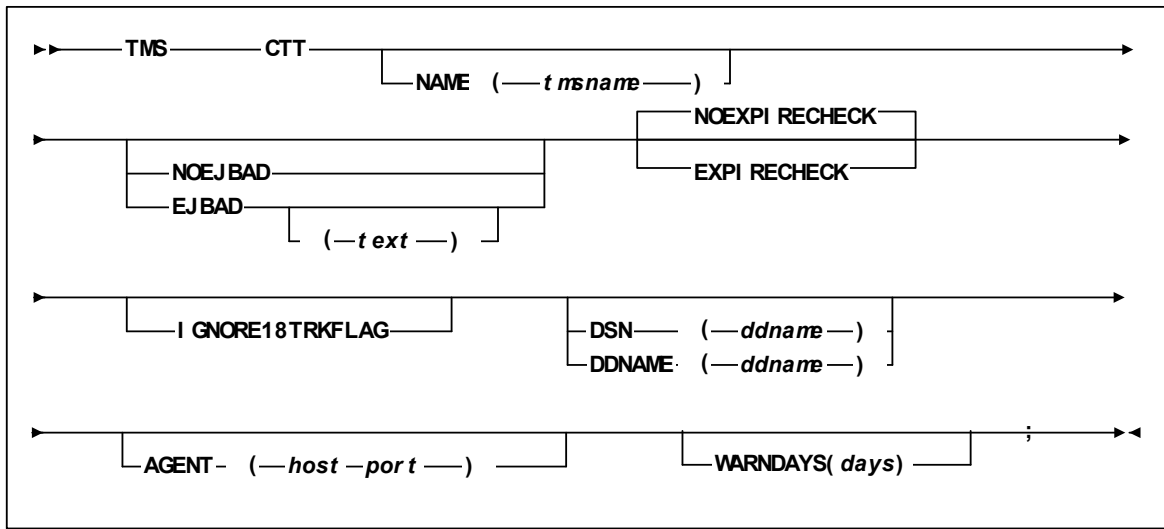 TMS CTT
NAME ( tmsname )
NOEXPIRECHECK
NOEJBAD
EXPIRECHECK
EJBAD
( text )
IGNORE18TRKFLAG
DSN ( ddname )
DDNAME ( ddname )
;
AGENT ( host port )
WARNDAYS( days)